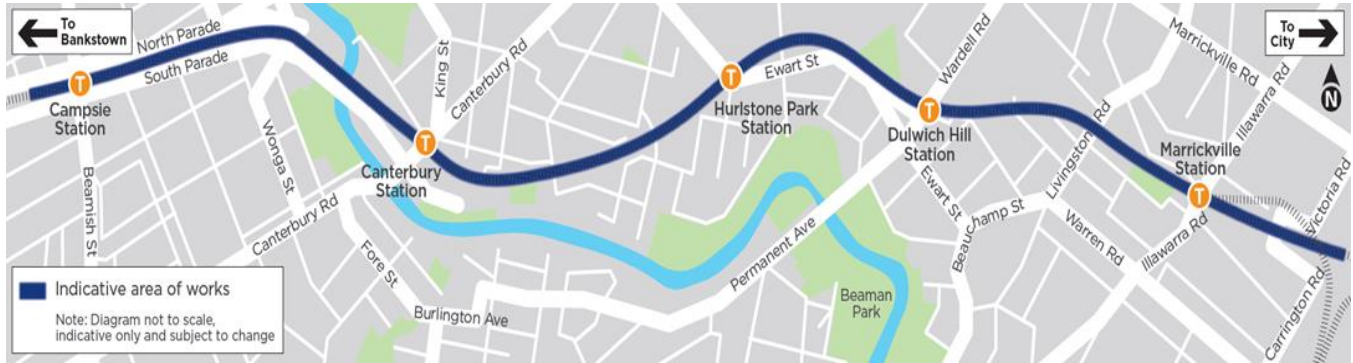 To
Bankstown
North Parade
South Parade
T
Campsie
Station
Beamish St
Wonga St
Canterbury Rd
Fore St
Burlington Ave
King St
Canterbury Rd
T
Canterbury
Station
T
Hurlstone Park
Station
Ewart St
Wardell Rd
T
Dulwich Hill
Station
Permanent Ave
Beaman
Park
Ewart St
Beauchamp St
Livingstone Rd
Warren Rd
Marrickville Rd
Illawarra Rd
Marrickville
Station
T
Illawarra Rd
Victoria Rd
Carrington Rd
To
City
N
Indicative area of works
Note: Diagram not to scale,
indicative only and subject to change